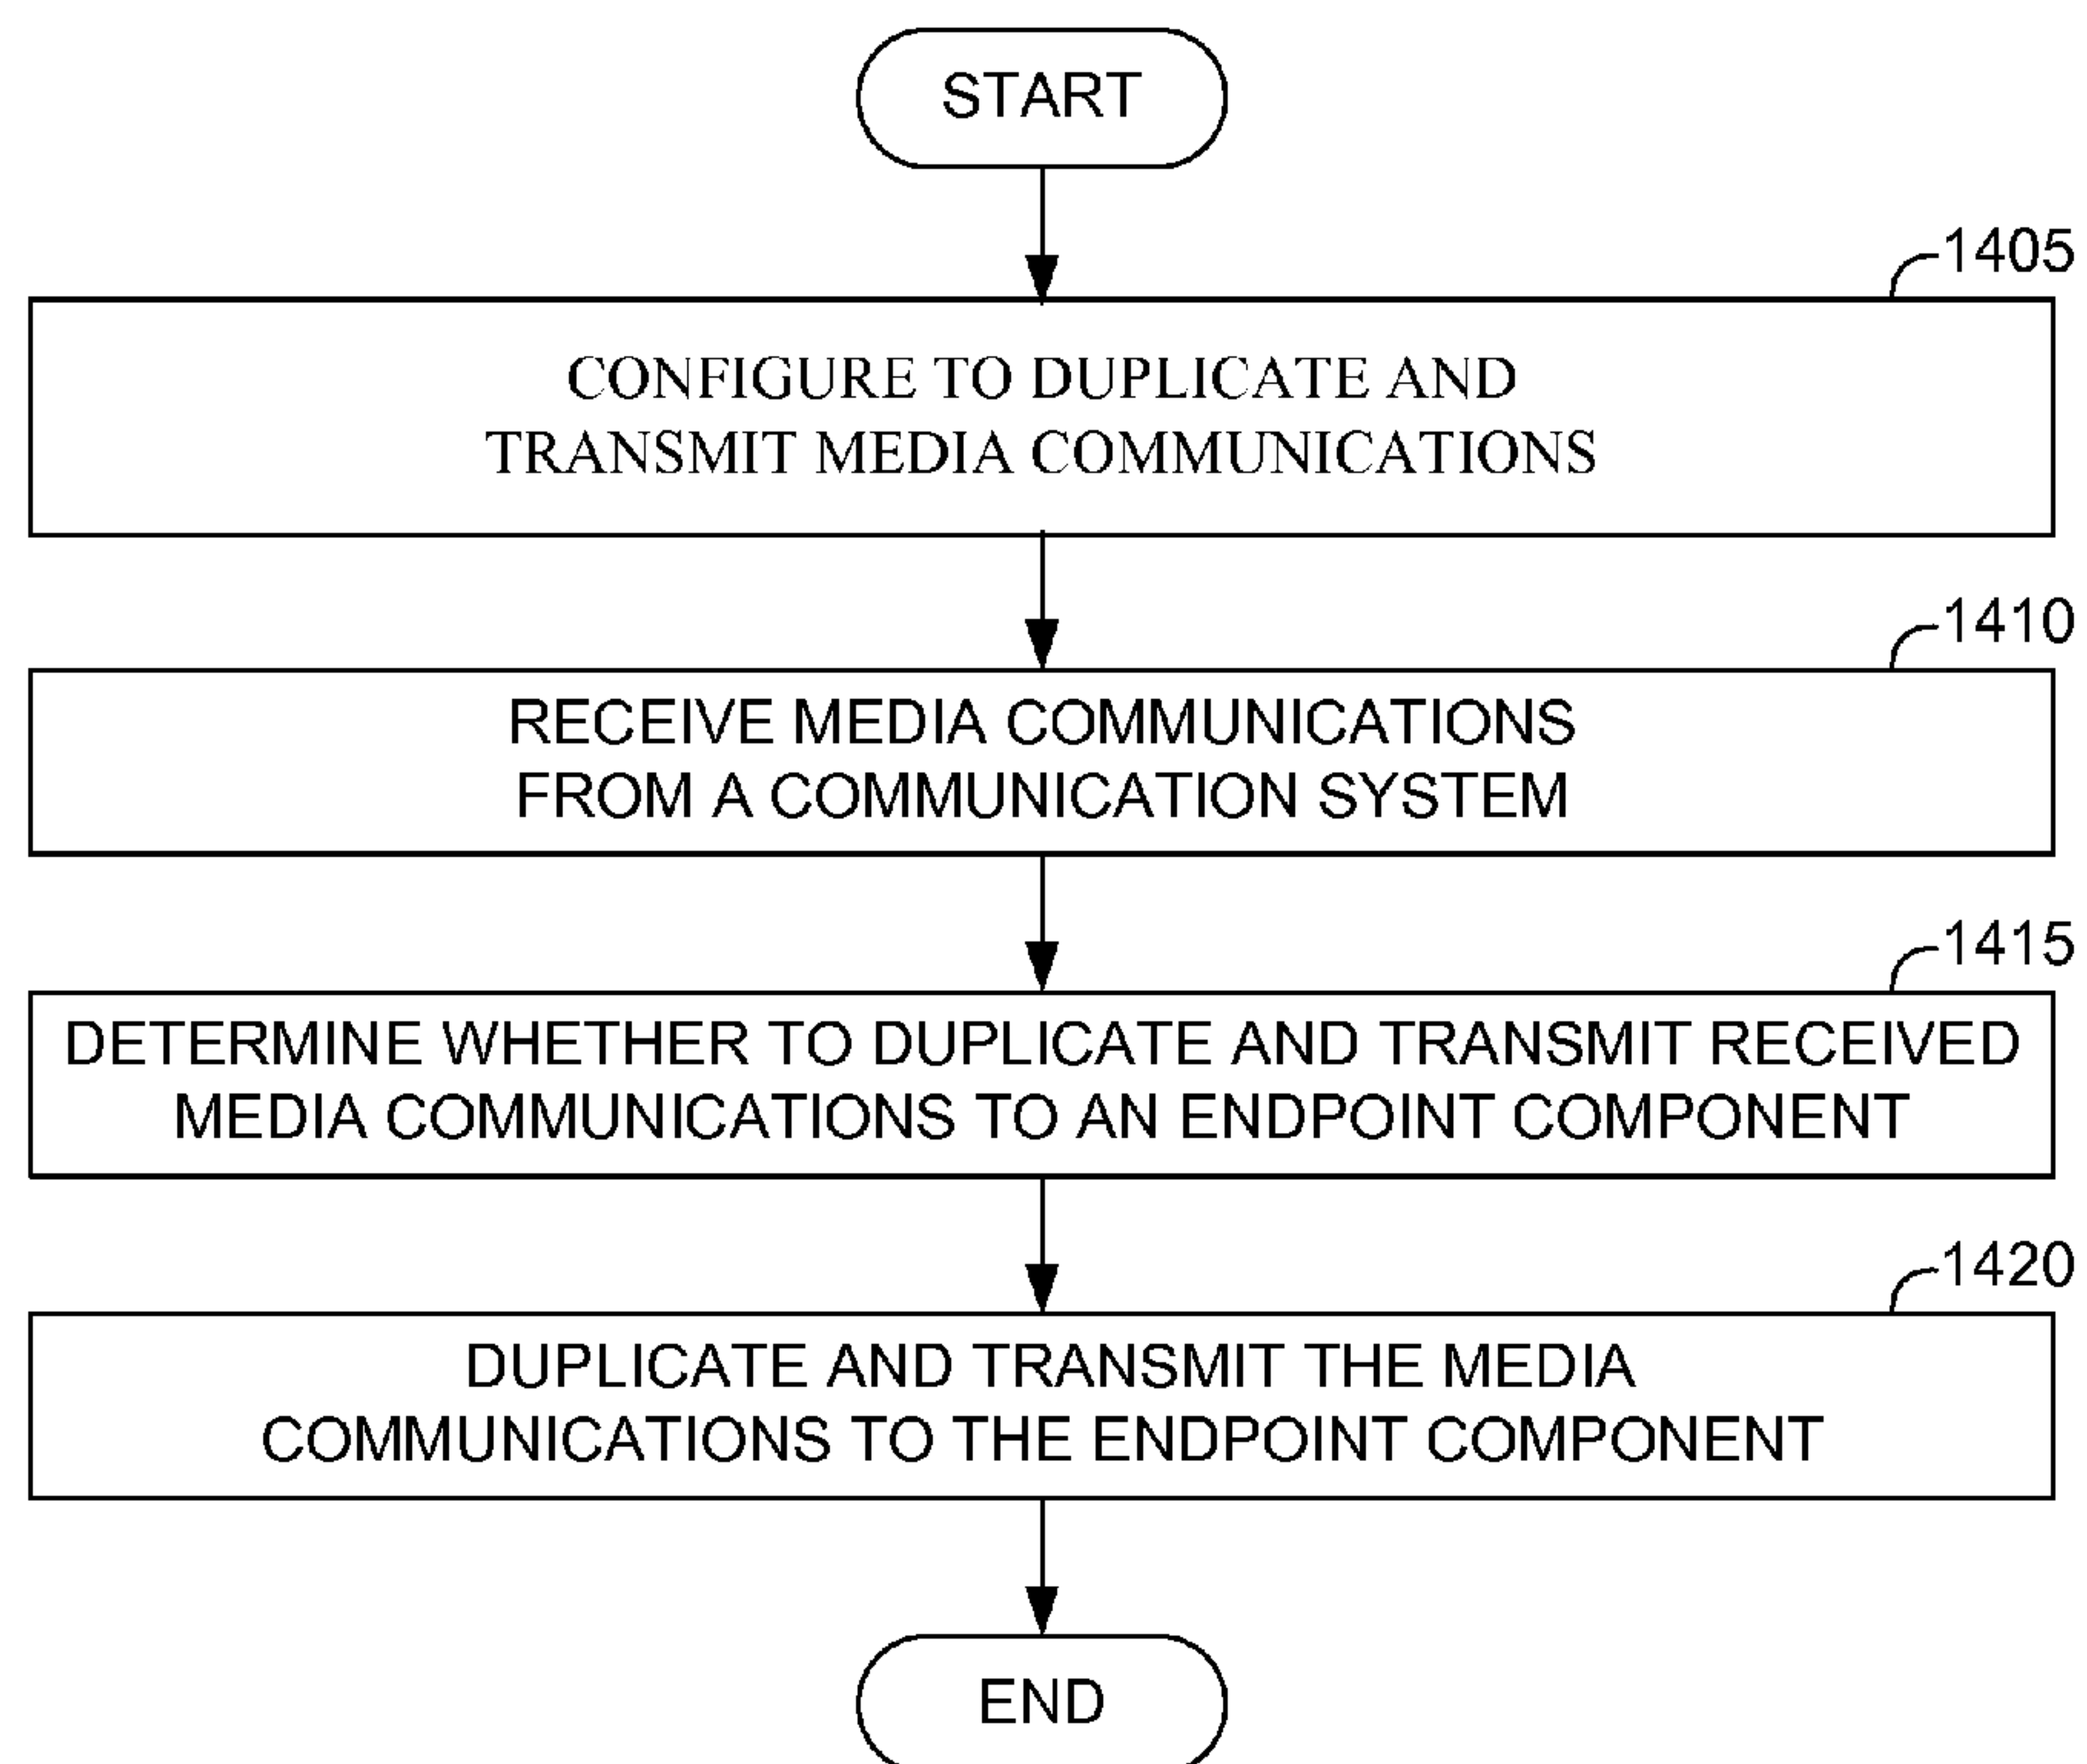 START
1405
CONFIGURE TO DUPLICATE AND
TRANSMIT MEDIA COMMUNICATIONS
1410
RECEIVE MEDIA COMMUNICATIONS
FROM A COMMUNICATION SYSTEM
1415
DETERMINE WHETHER TO DUPLICATE AND TRANSMIT RECEIVED
MEDIA COMMUNICATIONS TO AN ENDPOINT COMPONENT
1420
DUPLICATE AND TRANSMIT THE MEDIA
COMMUNICATIONS TO THE ENDPOINT COMPONENT
END